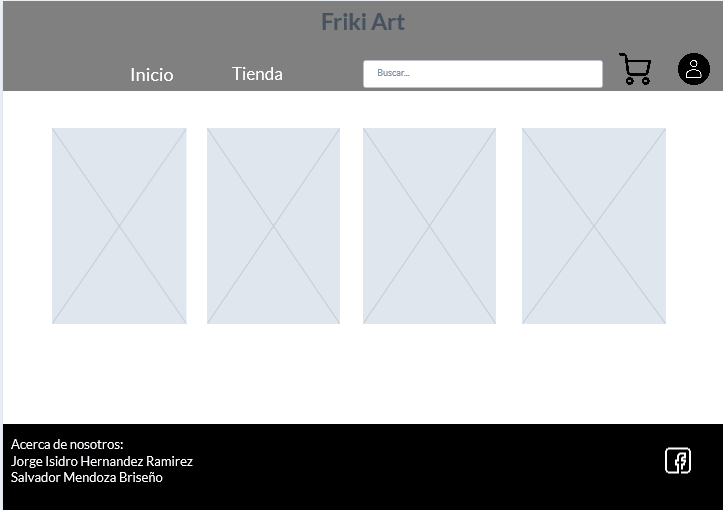 Friki Art
Inicio
Tienda
Buscar...
Acerca de nosotros:
Jorge Isidro Hernandez Ramirez
Salvador Mendoza Briseño